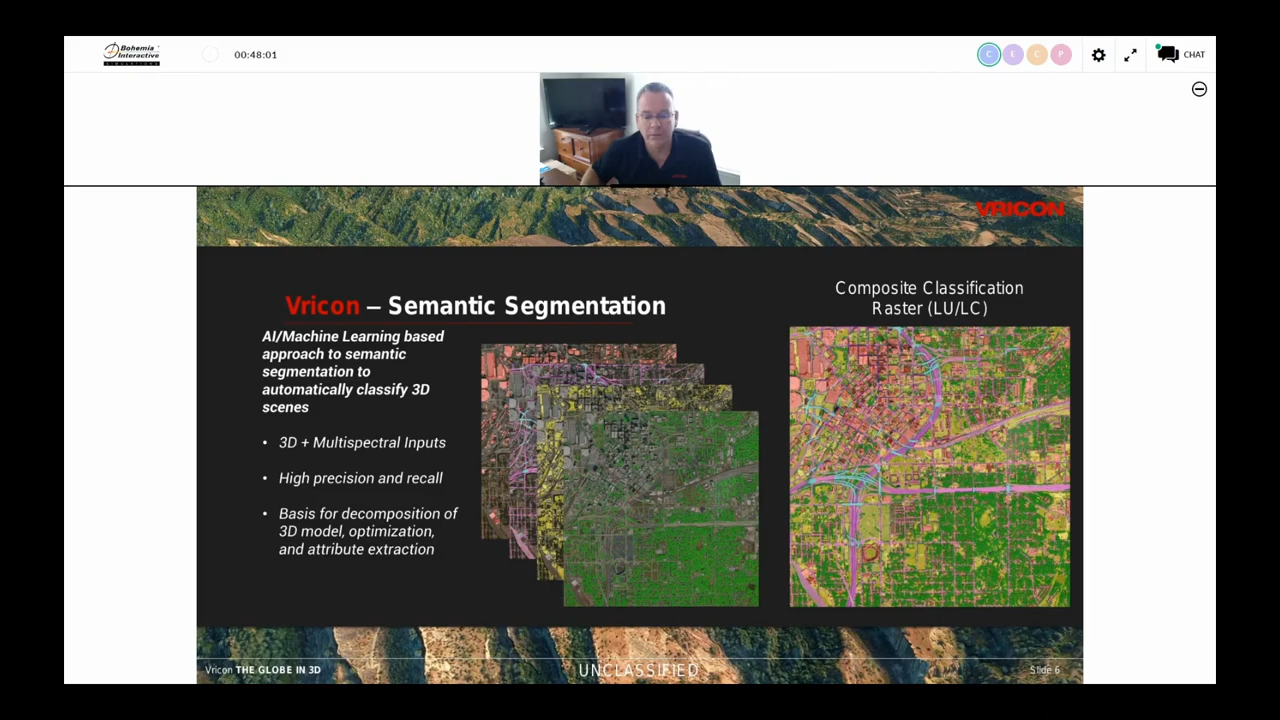 Bohemia
Interactive
SIMULATIONS
00:48:01
C
E
C
P
CHAT
VRICON
Vricon – Semantic Segmentation
AI/Machine Learning based
approach to semantic
segmentation to
automatically classify 3D
scenes
• 3D + Multispectral Inputs
• High precision and recall
• Basis for decomposition of
3D model, optimization,
and attribute extraction
Composite Classification
Raster (LU/LC)
Vricon THE GLOBE IN 3D
UNCLASSIFIED
Slide 6